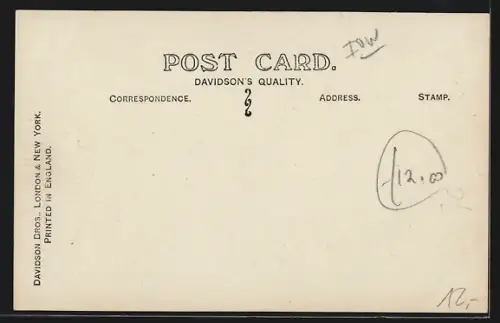 IOW
POST CARD.
DAVIDSON'S QUALITY.
CORRESPONDENCE. ADDRESS. STAMP.
£12.00
12,-
DAVIDSON BROS., LONDON & NEW YORK.
PRINTED IN ENGLAND.